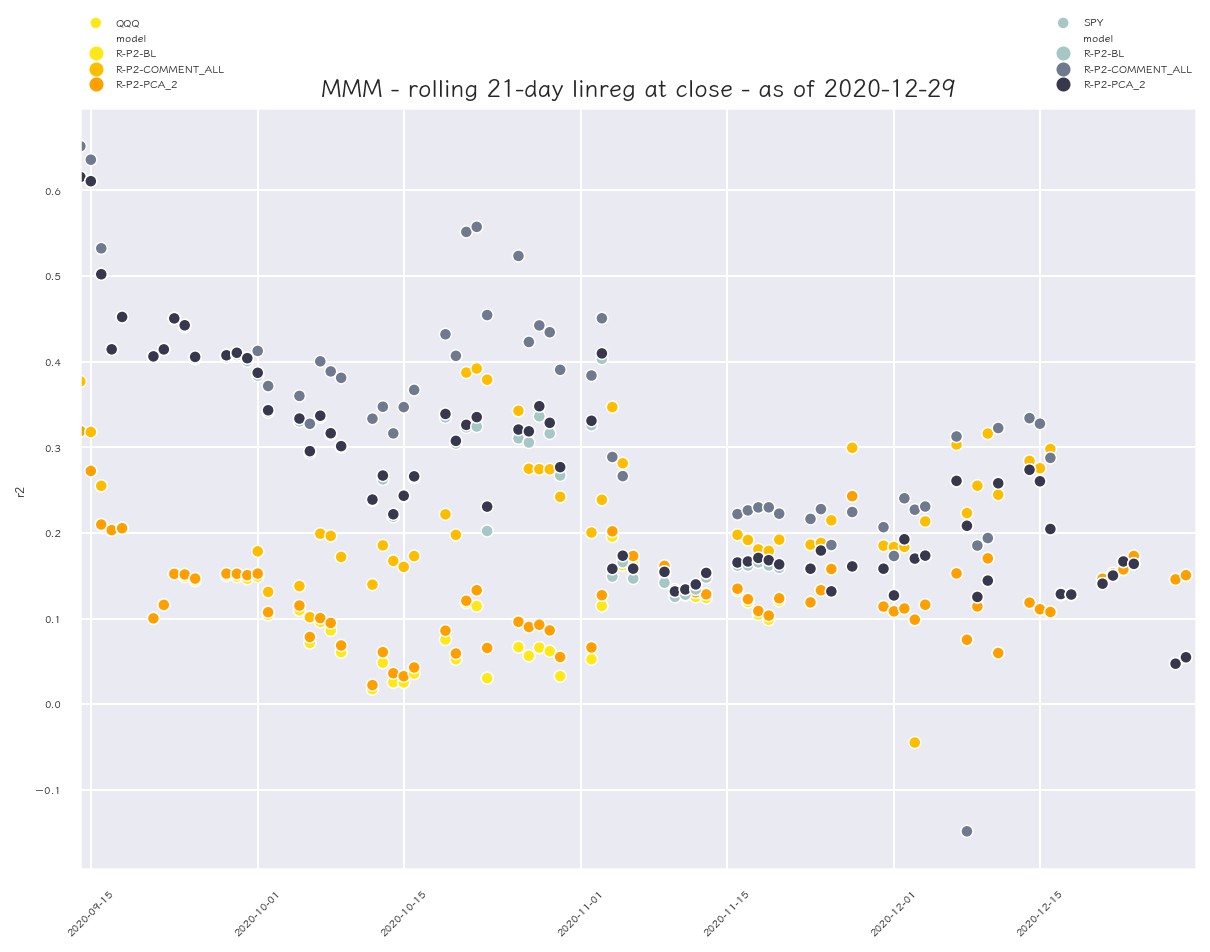 QQQ
model
R-P2-BL
R-P2-COMMENT_ALL
R-P2-PCA_2
SPY
model
R-P2-BL
R-P2-COMMENT_ALL
R-P2-PCA_2
MMM - rolling 21-day linreg at close - as of 2020-12-29
0.6
0.5
0.4
0.3
0.2
0.1
0.0
−0.1
r2
2020-09-15
2020-10-01
2020-10-15
2020-11-01
2020-11-15
2020-12-01
2020-12-15